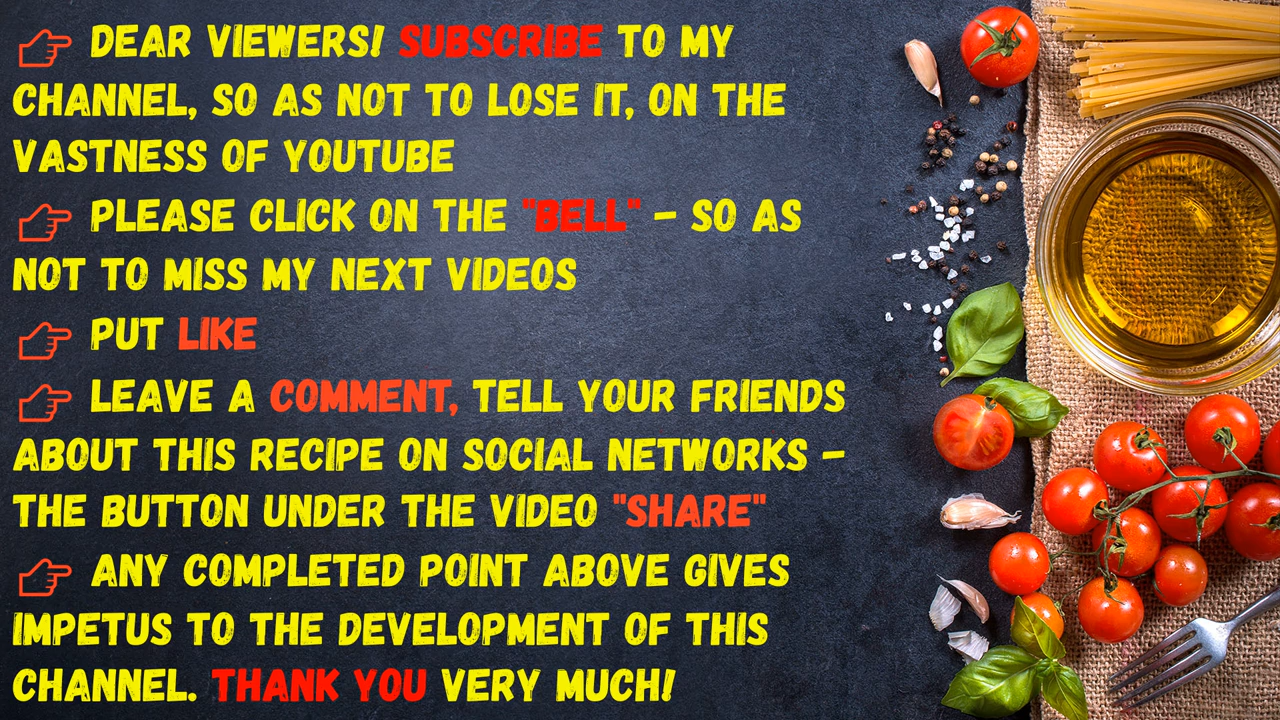 DEAR VIEWERS! SUBSCRIBE TO MY
CHANNEL, SO AS NOT TO LOSE IT, ON THE
VASTNESS OF YOUTUBE
PLEASE CLICK ON THE "BELL" - SO AS
NOT TO MISS MY NEXT VIDEOS
PUT LIKE
LEAVE A COMMENT, TELL YOUR FRIENDS
ABOUT THIS RECIPE ON SOCIAL NETWORKS -
THE BUTTON UNDER THE VIDEO "SHARE"
ANY COMPLETED POINT ABOVE GIVES
IMPETUS TO THE DEVELOPMENT OF THIS
CHANNEL. THANK YOU VERY MUCH!